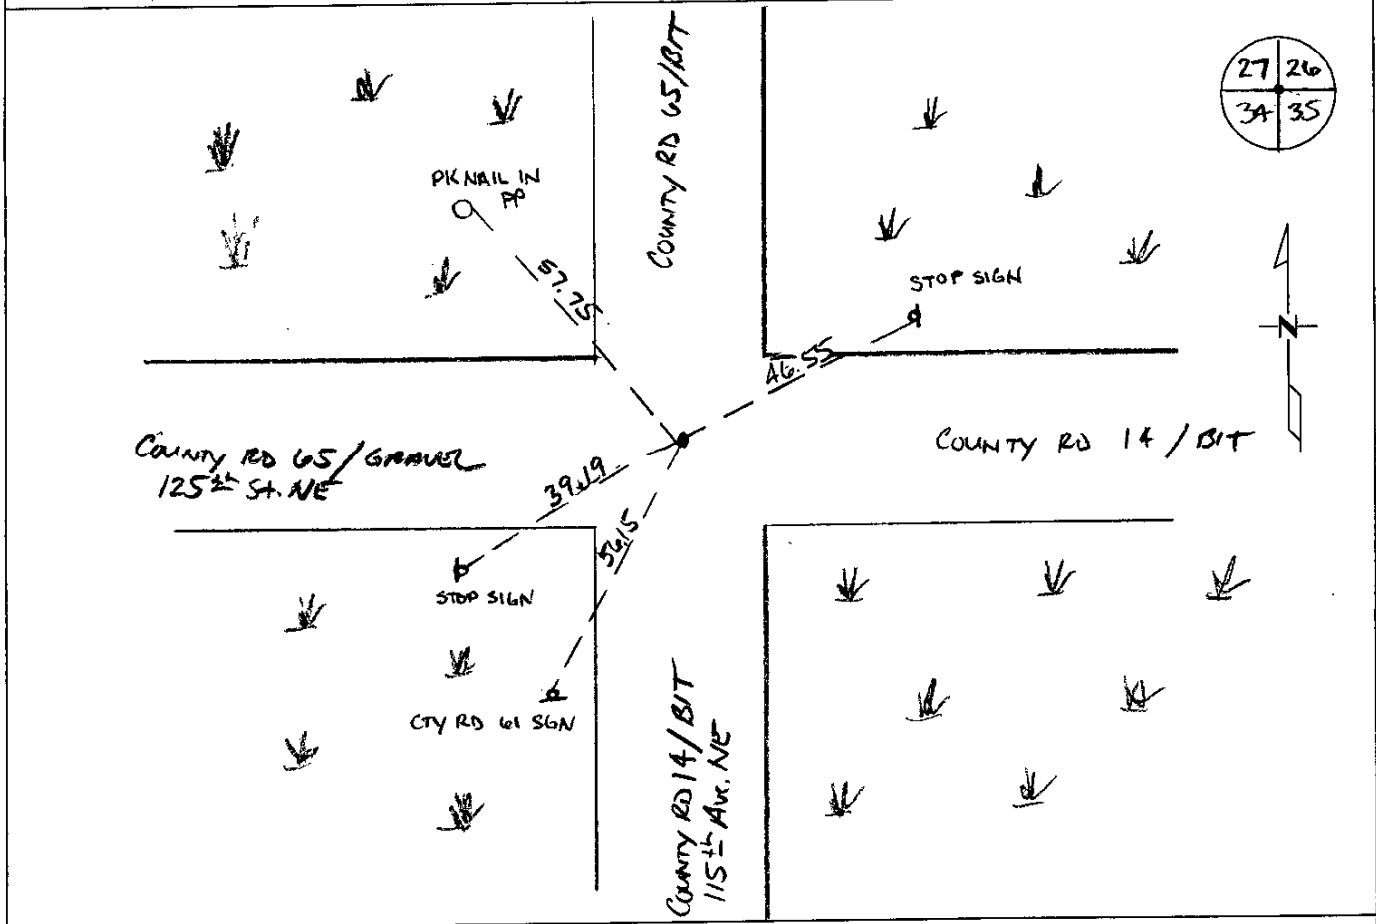 COUNTY RD 65/BIT
27 26
34 35
PK NAIL IN
PP
57.75
STOP SIGN
46.55
N
COUNTY RD 65/GRAVEL
125th St. NE
COUNTY RD 14 / BIT
39.19
56.15
STOP SIGN
CTY RD 61 SGN
COUNTY RD 14/BIT
115th Ave. NE